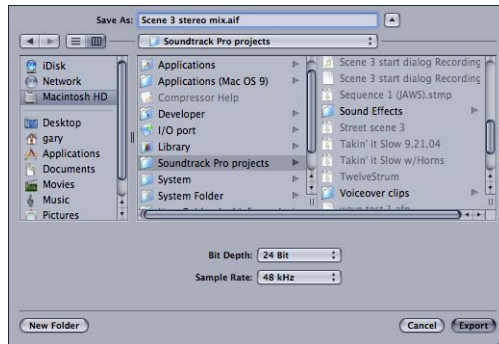 Save As: Scene 3 stereo mix.aif
Soundtrack Pro projects
iDisk
Network
Macintosh HD
Desktop
gary
Applications
Documents
Movies
Music
Pictures
Applications
Applications (Mac OS 9)
Compressor Help
Developer
I/O port
Library
Soundtrack Pro projects
System
System Folder
Scene 3 start dialog Recording
Scene 3 start dialog Recording
Sequence 1 (JAWS).stmp
Sound Effects
Street scene 3
Takin' it Slow 9.21,04
Takin' it Slow w/Horns
TwelveStrum
Voiceover clips
Bit Depth: 24 Bit
Sample Rate: 48 kHz
New Folder
Cancel
Export